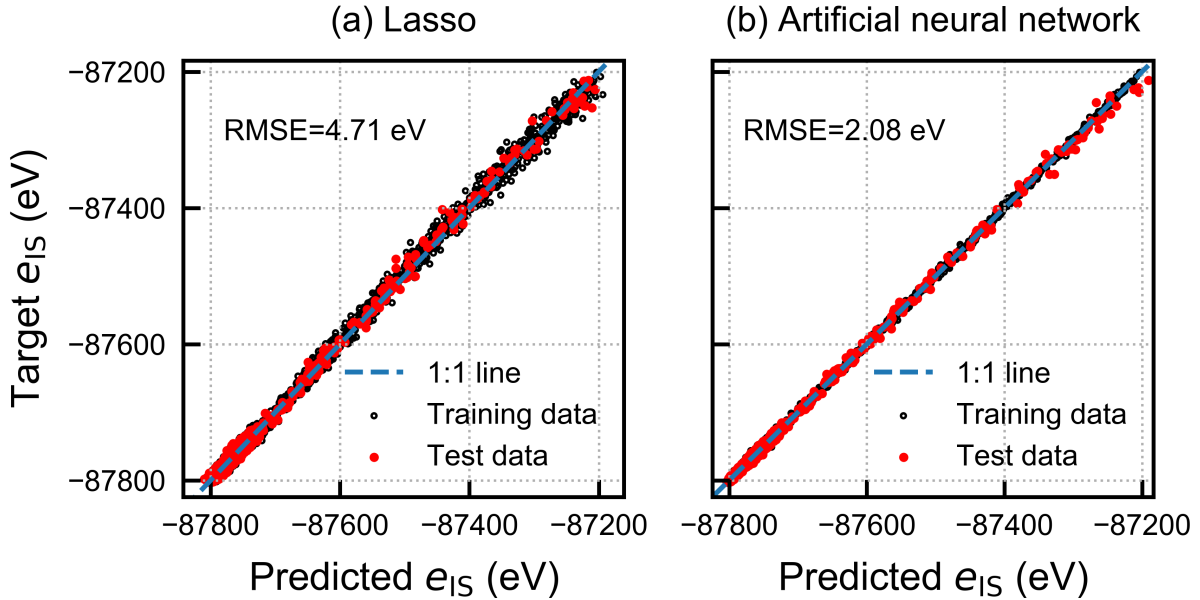 (a) Lasso
(b) Artificial neural network
−87200
−87400
−87600
−87800
Target eIS (eV)
RMSE=4.71 eV
1:1 line
Training data
Test data
−87800 −87600 −87400 −87200
Predicted eIS (eV)
RMSE=2.08 eV
1:1 line
Training data
Test data
−87800 −87600 −87400 −87200
Predicted eIS (eV)